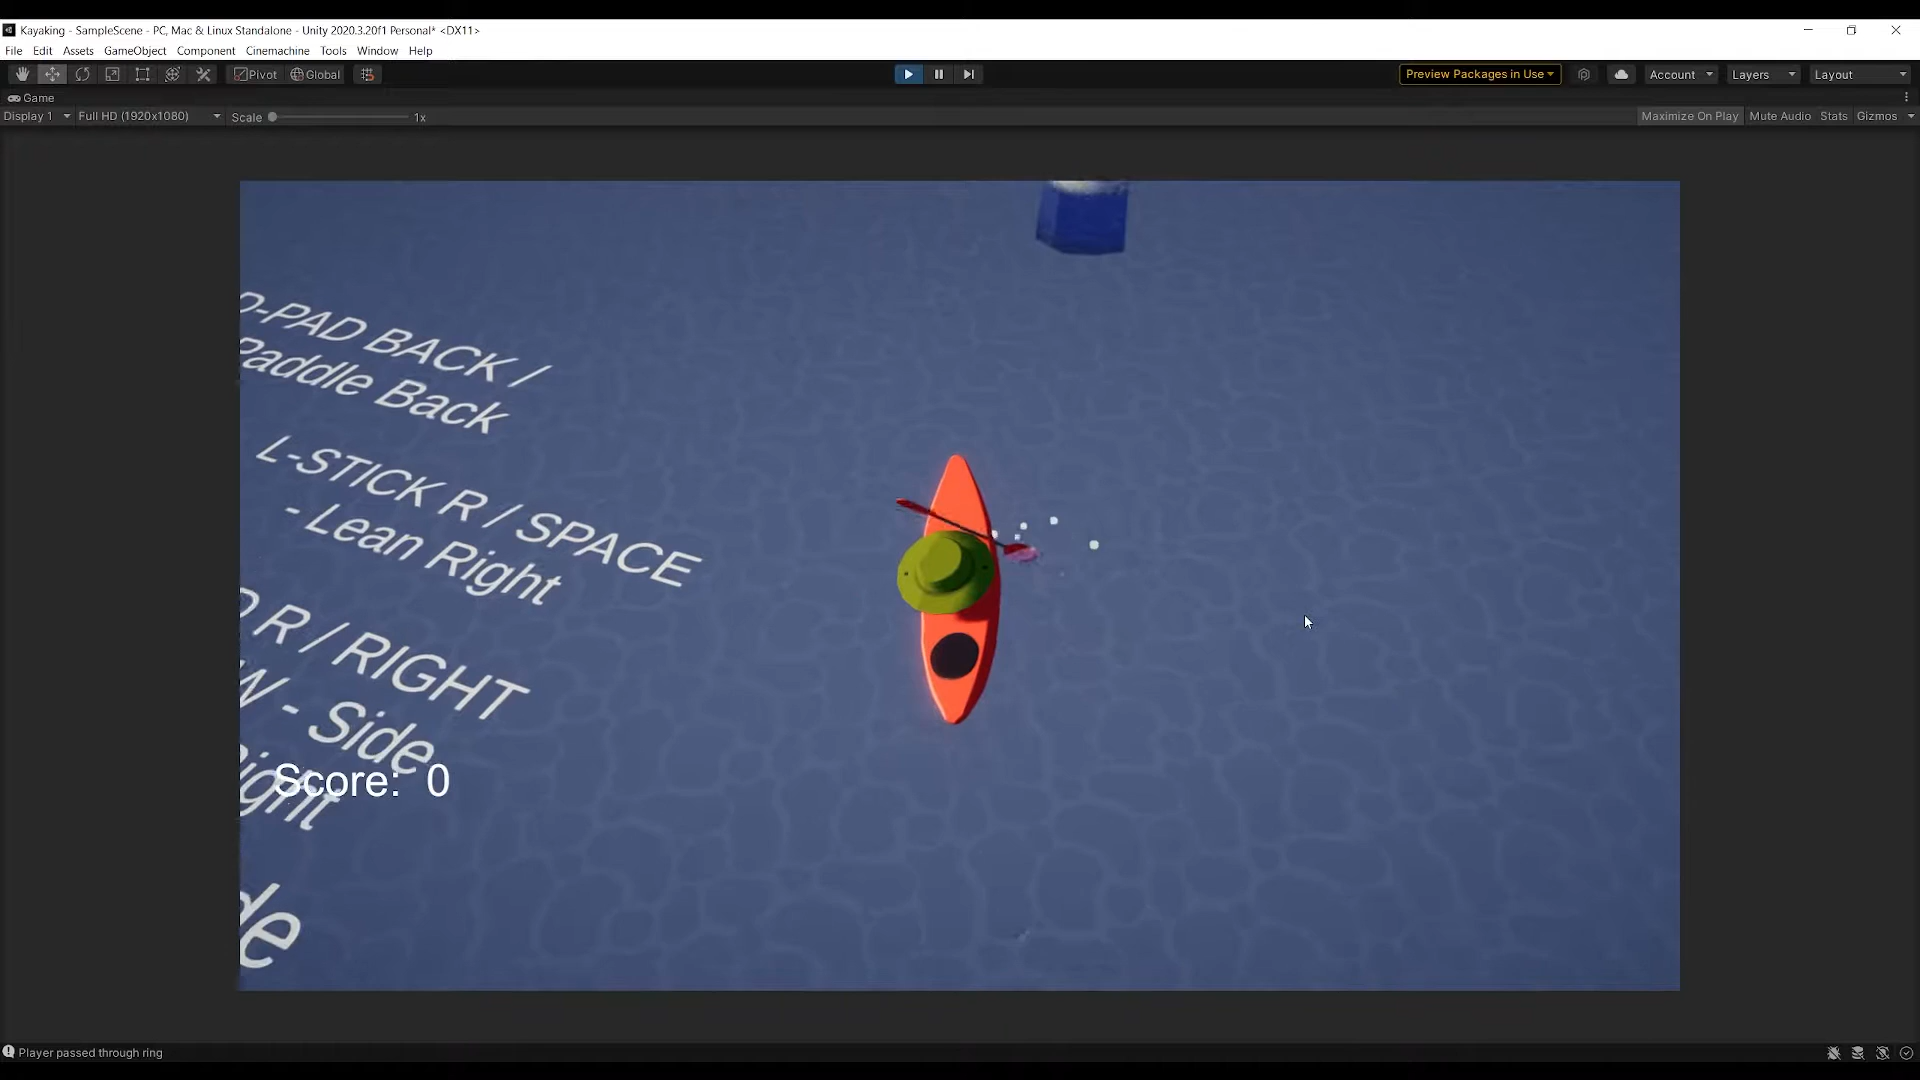 Kayaking - SampleScene - PC, Mac & Linux Standalone - Unity 2020.3.20f1 Personal* <DX11>
File Edit Assets GameObject Component Cinemachine Tools Window Help
Pivot Global Preview Packages in Use Account Layers Layout
Game
Display 1 Full HD (1920x1080) Scale 1x Maximize On Play Mute Audio Stats Gizmos
D-PAD BACK /
Paddle Back
L-STICK R / SPACE
- Lean Right
R / RIGHT
- Side
Right
Score: 0
de
Player passed through ring